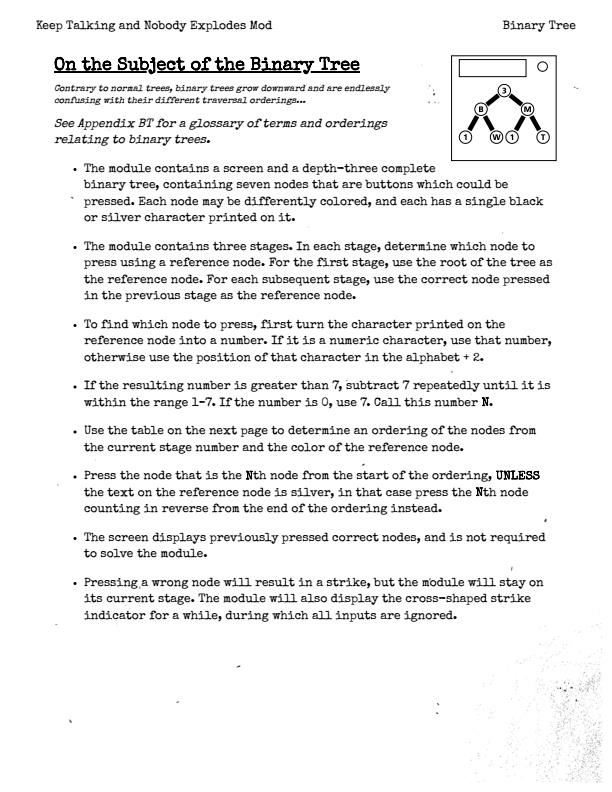 Keep Talking and Nobody Explodes Mod
Binary Tree
On the Subject of the Binary Tree
Contrary to normal trees, binary trees grow downward and are endlessly
confusing with their different traversal orderings...
See Appendix BT for a glossary of terms and orderings
relating to binary trees.
3
B M
1 W 1 T
• The module contains a screen and a depth-three complete
binary tree, containing seven nodes that are buttons which could be
pressed. Each node may be differently colored, and each has a single black
or silver character printed on it.
• The module contains three stages. In each stage, determine which node to
press using a reference node. For the first stage, use the root of the tree as
the reference node. For each subsequent stage, use the correct node pressed
in the previous stage as the reference node.
• To find which node to press, first turn the character printed on the
reference node into a number. If it is a numeric character, use that number,
otherwise use the position of that character in the alphabet + 2.
• If the resulting number is greater than 7, subtract 7 repeatedly until it is
within the range 1-7. If the number is 0, use 7. Call this number N.
• Use the table on the next page to determine an ordering of the nodes from
the current stage number and the color of the reference node.
• Press the node that is the Nth node from the start of the ordering, UNLESS
the text on the reference node is silver, in that case press the Nth node
counting in reverse from the end of the ordering instead.
• The screen displays previously pressed correct nodes, and is not required
to solve the module.
• Pressing a wrong node will result in a strike, but the module will stay on
its current stage. The module will also display the cross-shaped strike
indicator for a while, during which all inputs are ignored.